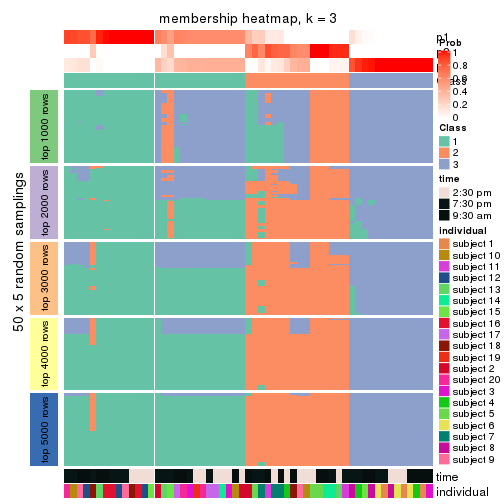 membership heatmap, k = 3
p1
Prob
1
0.8
0.6
0.4
0.2
0
Class
1
2
3
time
2:30 pm
7:30 pm
9:30 am
individual
subject 1
subject 10
subject 11
subject 12
subject 13
subject 14
subject 15
subject 16
subject 17
subject 18
subject 19
subject 2
subject 20
subject 3
subject 4
subject 5
subject 6
subject 7
subject 8
subject 9
50 x 5 random samplings
top 1000 rows
top 2000 rows
top 3000 rows
top 4000 rows
top 5000 rows
time
individual